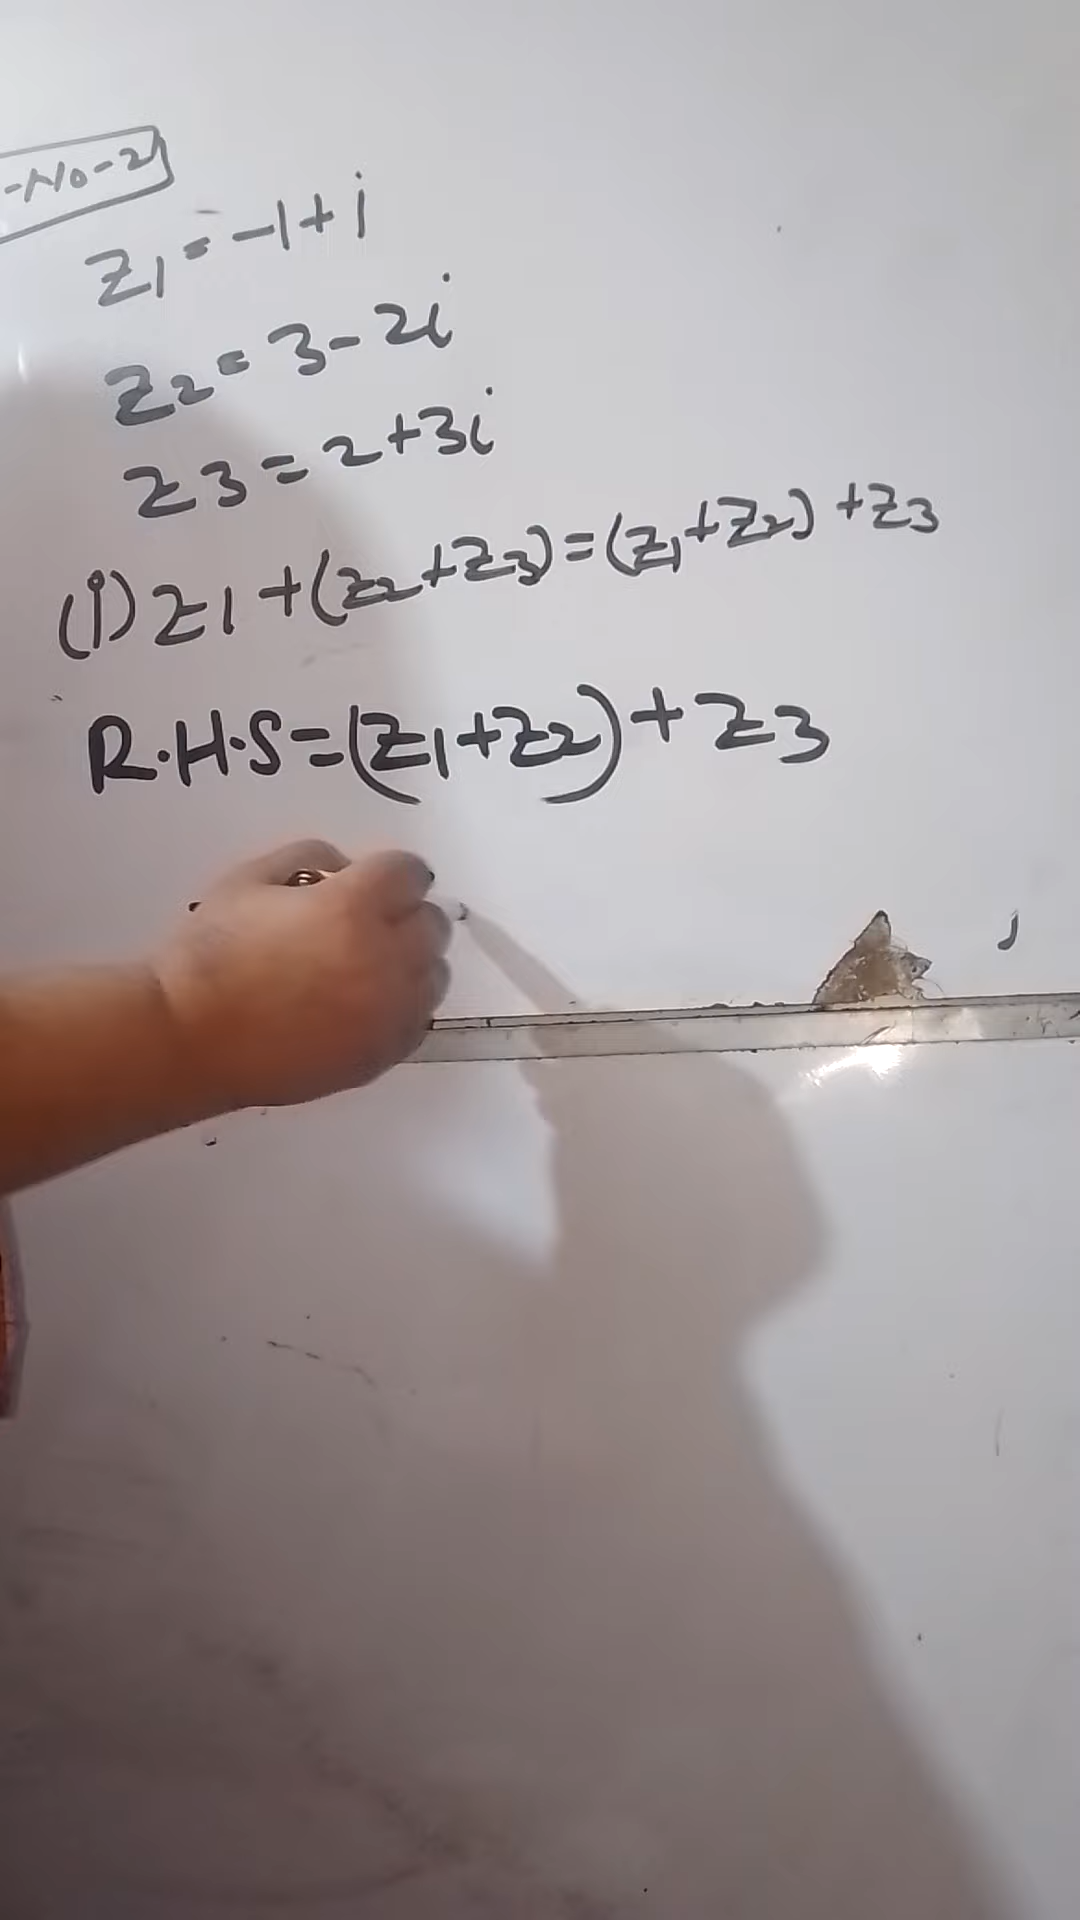 -No-2
z1 = -1+i
z2 = 3-2i
z3 = 2+3i
(i) z1 + (z2+z3) = (z1+z2) + z3
R.H.S = (z1+z2) + z3